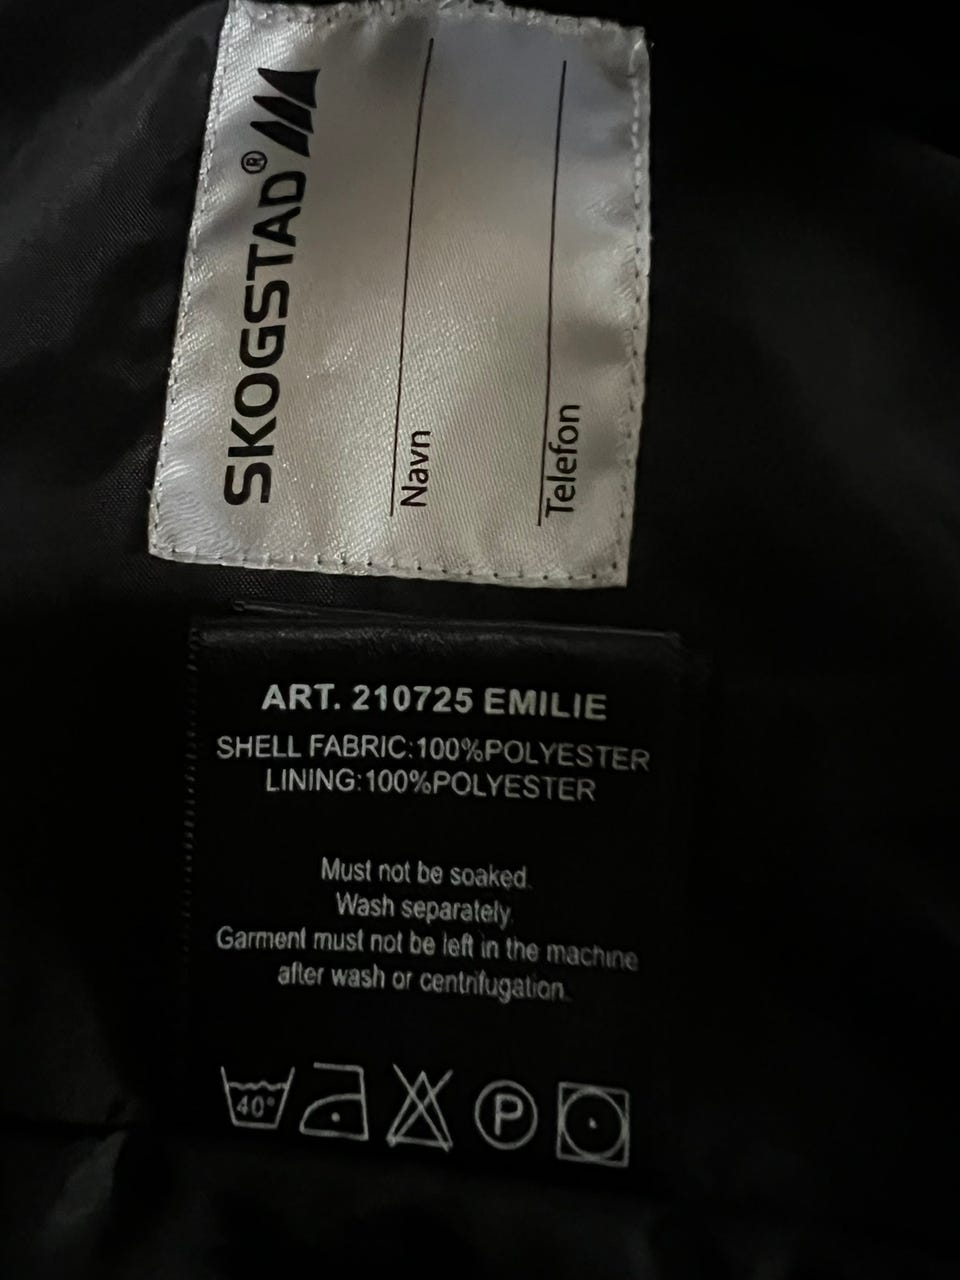 SKOGSTAD®
Navn
Telefon
ART. 210725 EMILIE
SHELL FABRIC:100%POLYESTER
LINING:100%POLYESTER
Must not be soaked.
Wash separately.
Garment must not be left in the machine
after wash or centrifugation.
40° P